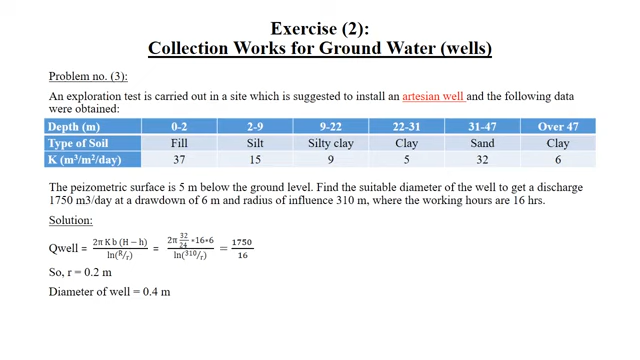 Exercise (2):
Collection Works for Ground Water (wells)
Problem no. (3):
An exploration test is carried out in a site which is suggested to install an artesian well and the following data
were obtained:
Depth (m) 0-2 2-9 9-22 22-31 31-47 Over 47
Type of Soil Fill Silt Silty clay Clay Sand Clay
K (m³/m²/day) 37 15 9 5 32 6
The peizometric surface is 5 m below the ground level. Find the suitable diameter of the well to get a discharge
1750 m3/day at a drawdown of 6 m and radius of influence 310 m, where the working hours are 16 hrs.
Solution:
Qwell = 2π K b (H − h) / ln(R/r) = 2π 32/24 *16*6 / ln(310/r) = 1750/16
So, r = 0.2 m
Diameter of well = 0.4 m